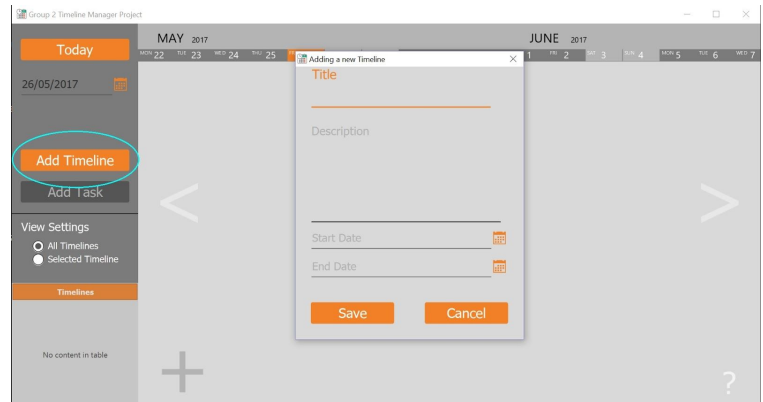 Group 2 Timeline Manager Project
MAY 2017
JUNE 2017
MON 22 TUE 23 WED 24 THU 25
1 FRI 2 SAT 3 SUN 4 MON 5 TUE 6 WED 7
Today
26/05/2017
Add Timeline
Add Task
View Settings
All Timelines
Selected Timeline
Timelines
No content in table
Adding a new Timeline
Title
Description
Start Date
End Date
Save
Cancel
<
>
+
?